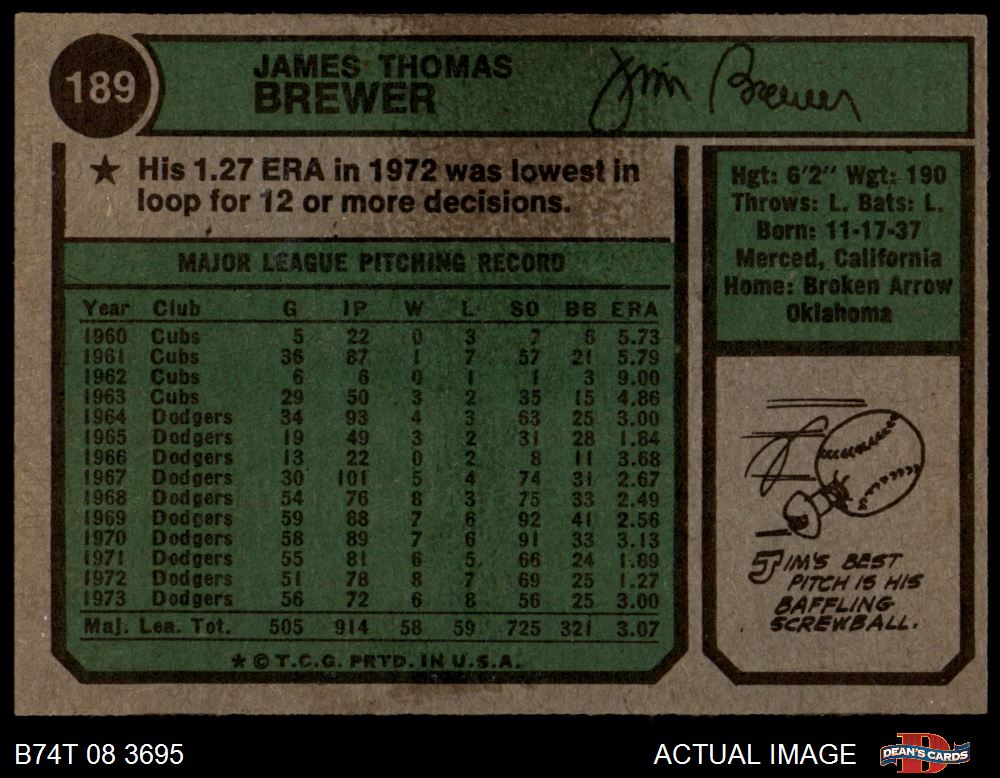 189
JAMES THOMAS
BREWER
Jim Brewer
★ His 1.27 ERA in 1972 was lowest in
loop for 12 or more decisions.
MAJOR LEAGUE PITCHING RECORD
Year Club G IP W L SO BB ERA
1960 Cubs 5 22 0 3 7 6 5.73
1961 Cubs 36 87 1 7 57 21 5.79
1962 Cubs 6 6 0 1 1 3 9.00
1963 Cubs 29 50 3 2 35 15 4.86
1964 Dodgers 34 93 4 3 63 25 3.00
1965 Dodgers 19 49 3 2 31 28 1.84
1966 Dodgers 13 22 0 2 8 11 3.68
1967 Dodgers 30 101 5 4 74 31 2.67
1968 Dodgers 54 76 8 3 75 33 2.49
1969 Dodgers 59 88 7 6 92 41 2.56
1970 Dodgers 58 89 7 6 91 33 3.13
1971 Dodgers 55 81 6 5 66 24 1.89
1972 Dodgers 51 78 8 7 69 25 1.27
1973 Dodgers 56 72 6 8 56 25 3.00
Maj. Lea. Tot. 505 914 58 59 725 321 3.07
★ © T.C.G. PRTD. IN U.S.A.
Hgt: 6'2" Wgt: 190
Throws: L. Bats: L.
Born: 11-17-37
Merced, California
Home: Broken Arrow
Oklahoma
JIM'S BEST
PITCH IS HIS
BAFFLING
SCREWBALL.
B74T 08 3695
ACTUAL IMAGE
DEAN'S CARDS